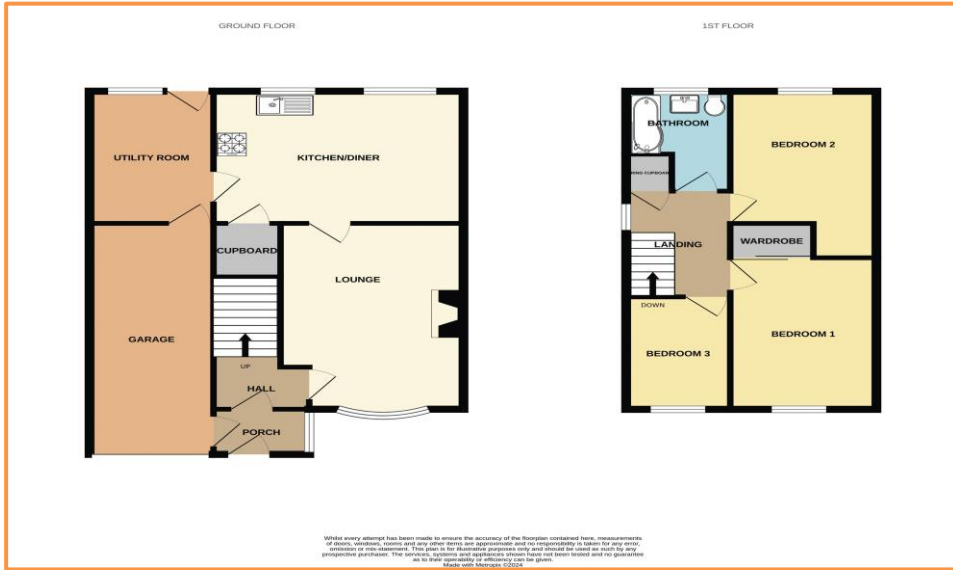 GROUND FLOOR
1ST FLOOR
UTILITY ROOM
KITCHEN/DINER
CUPBOARD
LOUNGE
GARAGE
UP
HALL
PORCH
BATHROOM
BEDROOM 2
CUPBOARD
LANDING
WARDROBE
DOWN
BEDROOM 3
BEDROOM 1
Whilst every attempt has been made to ensure the accuracy of the floorplan contained here, measurements
of doors, windows, rooms and any other items are approximate and no responsibility is taken for any error,
omission or mis-statement. This plan is for illustrative purposes only and should be used as such by any
prospective purchaser. The services, systems and appliances shown have not been tested and no guarantee
as to their operability or efficiency can be given.
Made with Metropix ©2024